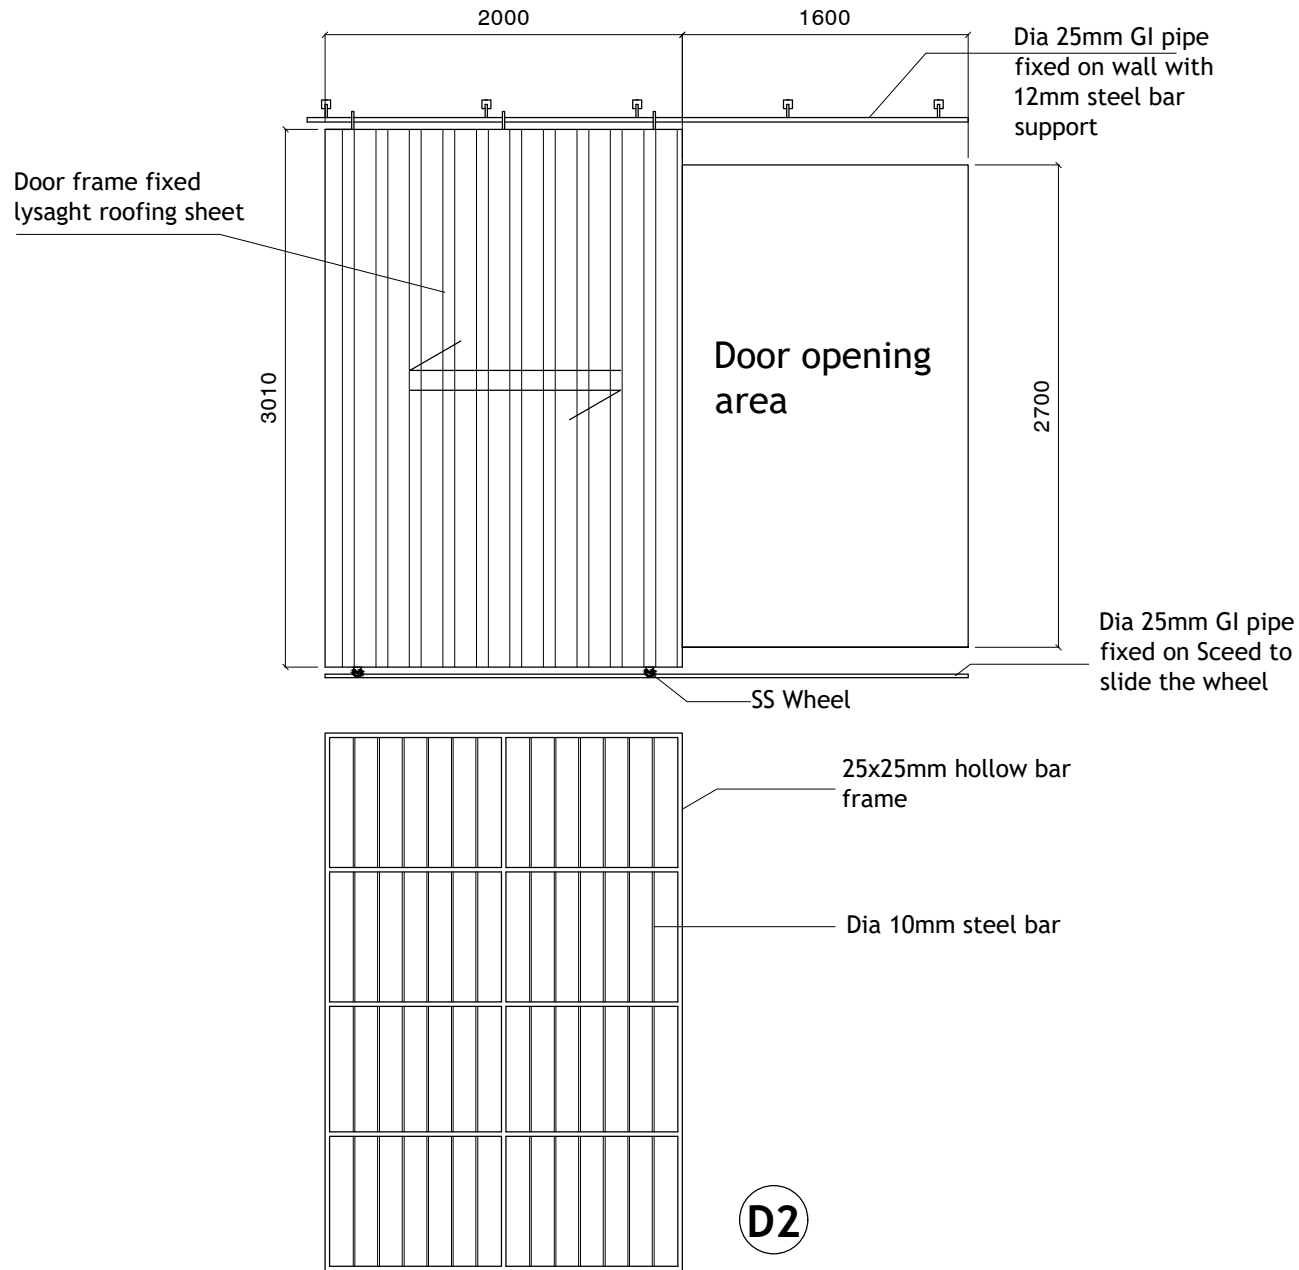 2000
1600
Dia 25mm GI pipe
fixed on wall with
12mm steel bar
support
Door frame fixed
lysaght roofing sheet
3010
Door opening
area
2700
Dia 25mm GI pipe
fixed on Sceed to
slide the wheel
SS Wheel
25x25mm hollow bar
frame
Dia 10mm steel bar
D2